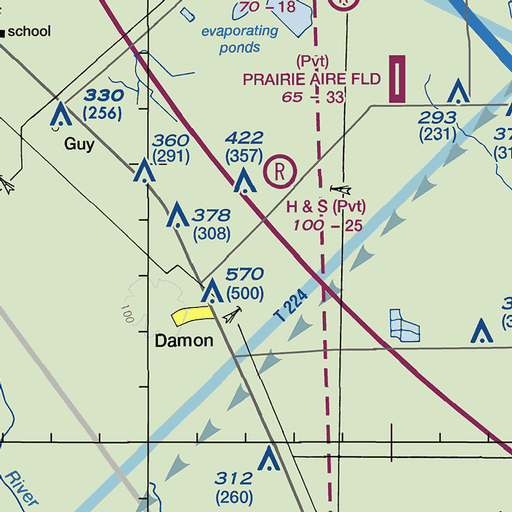 70 – 18
R
school
evaporating
ponds
(Pvt)
PRAIRIE AIRE FLD
65 – 33
330
(256)
293
(231)
Guy
360
(291)
422
(357)
R
H & S (Pvt)
100 – 25
378
(308)
570
(500)
T 224
100
Damon
312
(260)
River